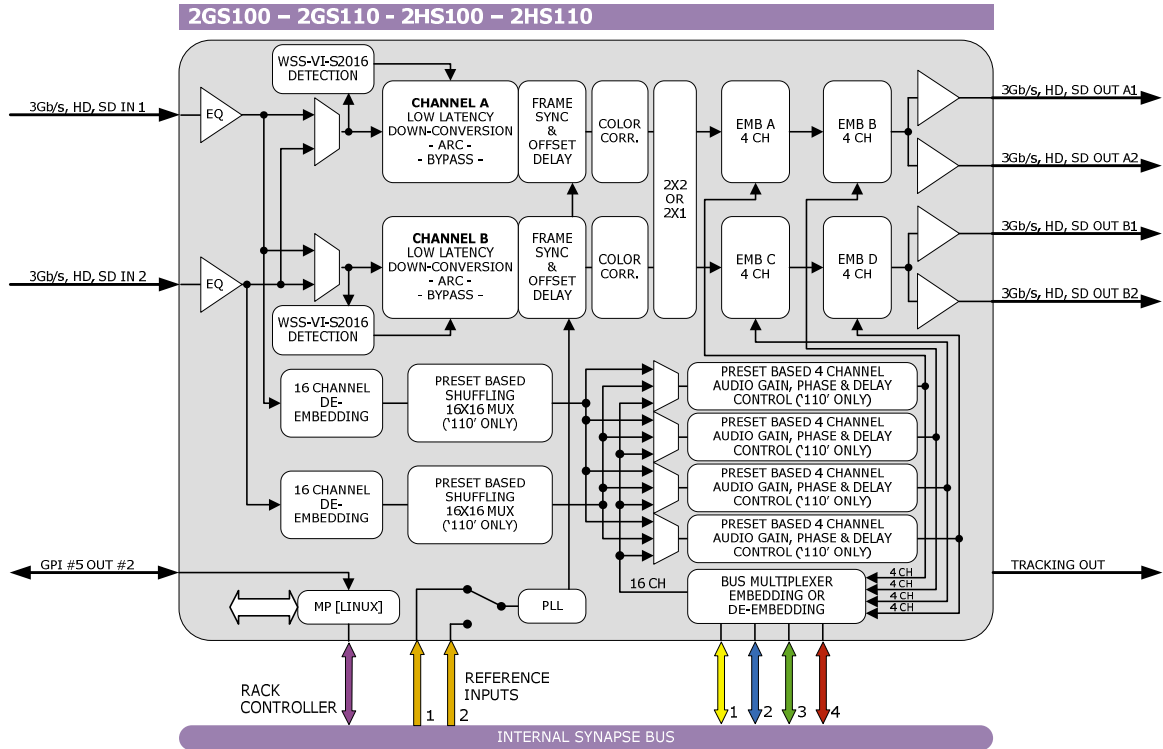 2GS100 – 2GS110 - 2HS100 – 2HS110
WSS-VI-S2016
DETECTION
3Gb/s, HD, SD IN 1
EQ
CHANNEL A
LOW LATENCY
DOWN-CONVERSION
- ARC -
- BYPASS -
FRAME
SYNC
&
OFFSET
DELAY
COLOR
CORR.
2X2
OR
2X1
EMB A
4 CH
EMB B
4 CH
3Gb/s, HD, SD OUT A1
3Gb/s, HD, SD OUT A2
3Gb/s, HD, SD IN 2
EQ
CHANNEL B
LOW LATENCY
DOWN-CONVERSION
- ARC -
- BYPASS -
FRAME
SYNC
&
OFFSET
DELAY
COLOR
CORR.
EMB C
4 CH
EMB D
4 CH
3Gb/s, HD, SD OUT B1
3Gb/s, HD, SD OUT B2
WSS-VI-S2016
DETECTION
16 CHANNEL
DE-
EMBEDDING
PRESET BASED
SHUFFLING
16X16 MUX
('110' ONLY)
PRESET BASED 4 CHANNEL
AUDIO GAIN, PHASE & DELAY
CONTROL ('110' ONLY)
PRESET BASED 4 CHANNEL
AUDIO GAIN, PHASE & DELAY
CONTROL ('110' ONLY)
16 CHANNEL
DE-
EMBEDDING
PRESET BASED
SHUFFLING
16X16 MUX
('110' ONLY)
PRESET BASED 4 CHANNEL
AUDIO GAIN, PHASE & DELAY
CONTROL ('110' ONLY)
PRESET BASED 4 CHANNEL
AUDIO GAIN, PHASE & DELAY
CONTROL ('110' ONLY)
GPI #5 OUT #2
TRACKING OUT
MP [LINUX]
PLL
16 CH
BUS MULTIPLEXER
EMBEDDING OR
DE-EMBEDDING
4 CH
4 CH
4 CH
4 CH
RACK
CONTROLLER
REFERENCE
INPUTS
1
2
1
2
3
4
INTERNAL SYNAPSE BUS